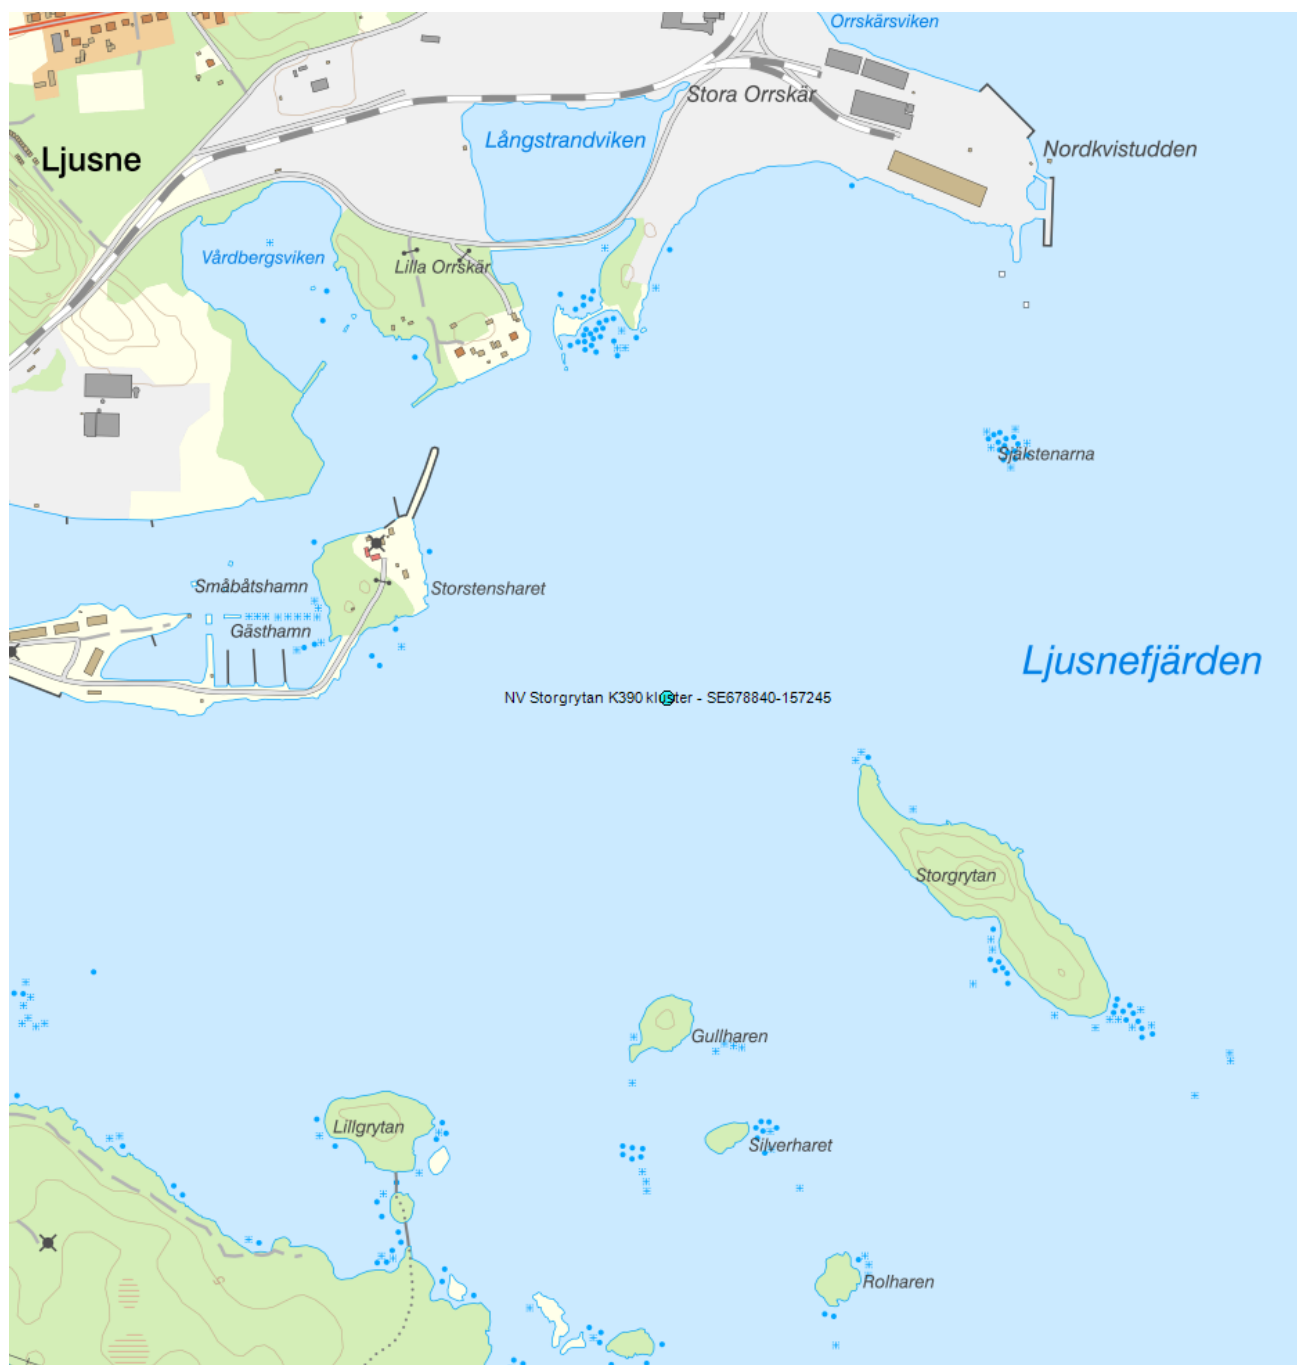 Orrskärsviken
Stora Orrskär
Långstrandviken
Nordkvistudden
Ljusne
Vårdbergsviken
Lilla Orrskär
Själstenarna
Småbåtshamn
Storstensharet
Gästhamn
Ljusnefjärden
NV Storgrytan K390 kluster - SE678840-157245
Storgrytan
Gullharen
Lillgrytan
Silverharet
Rolharen
5